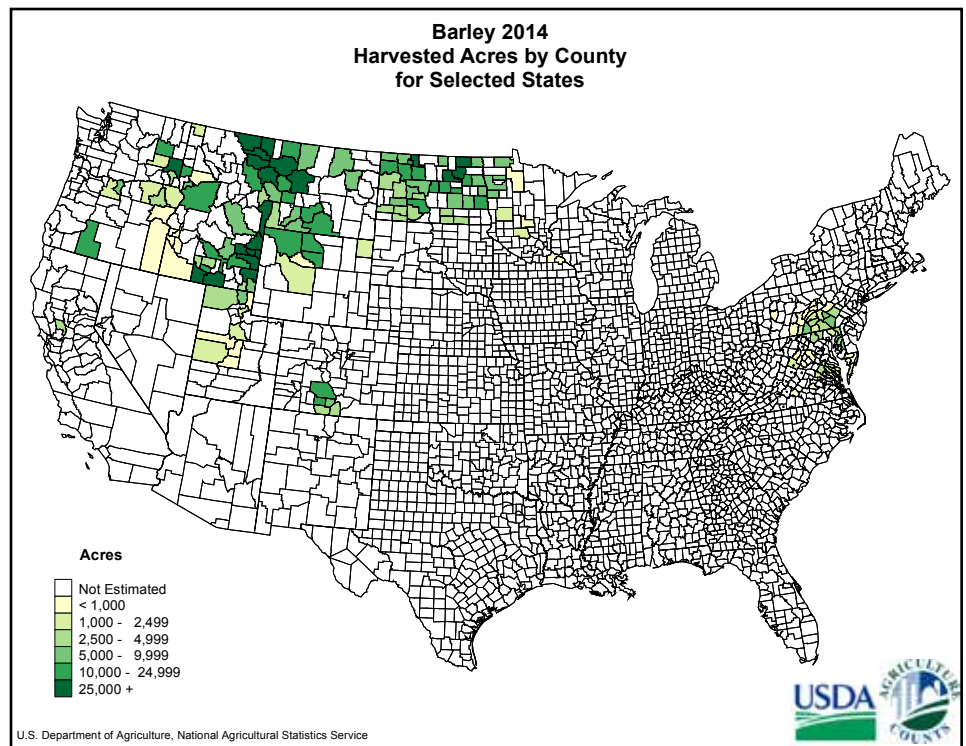 Barley 2014
Harvested Acres by County
for Selected States
Acres
Not Estimated
< 1,000
1,000 - 2,499
2,500 - 4,999
5,000 - 9,999
10,000 - 24,999
25,000 +
U.S. Department of Agriculture, National Agricultural Statistics Service
USDA
AGRICULTURE
COUNTS